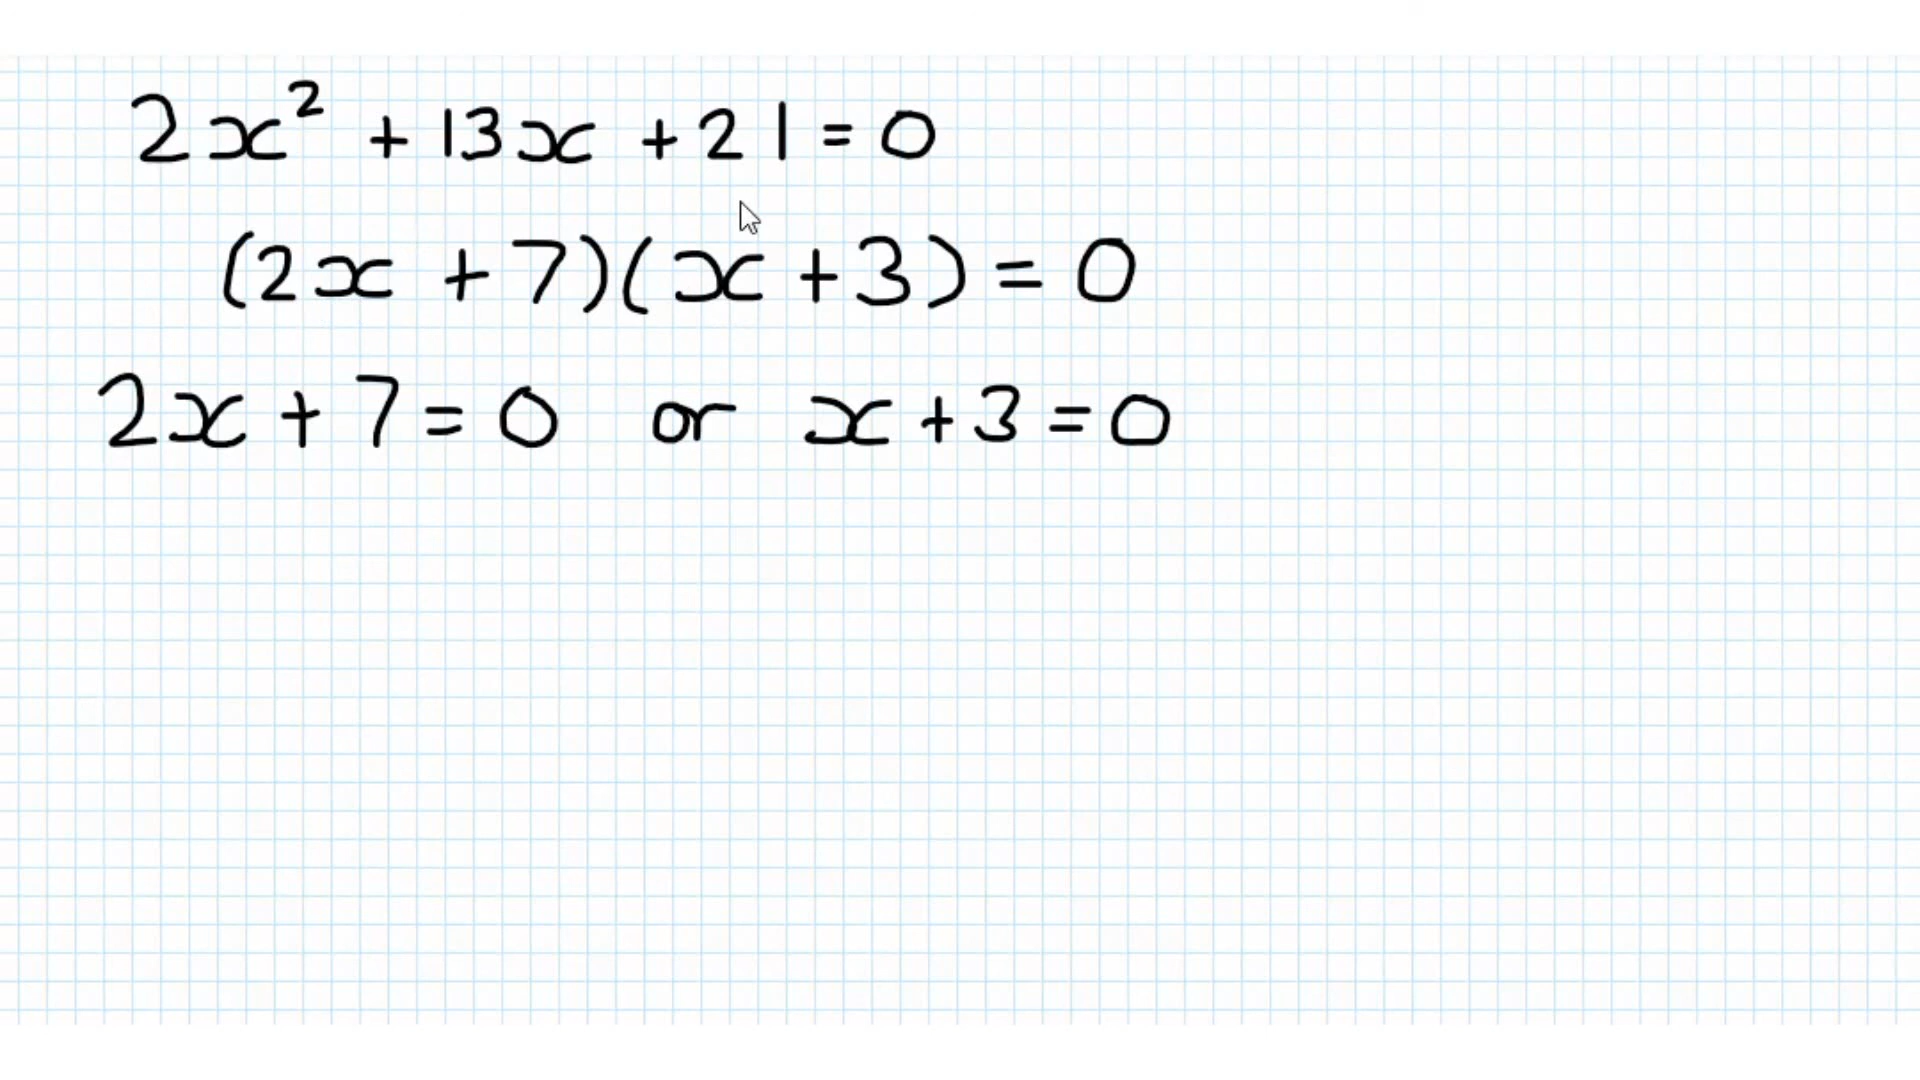 2x² + 13x + 21 = 0
(2x + 7)(x + 3) = 0
2x + 7 = 0 or x + 3 = 0